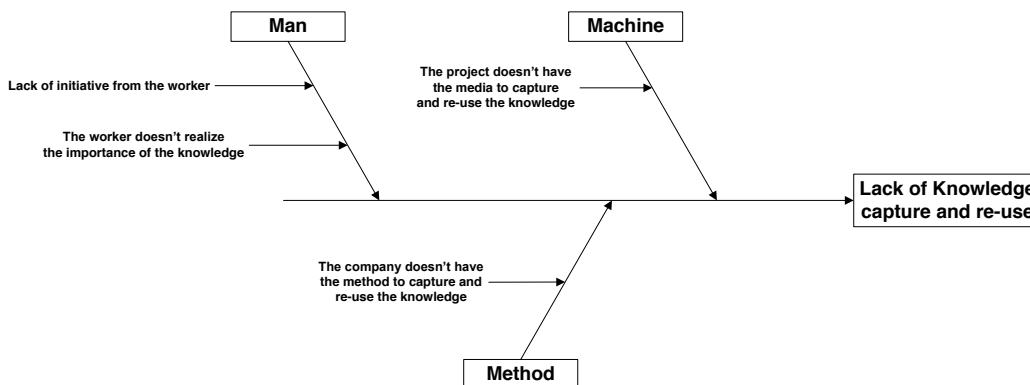 Man
Machine
Lack of initiative from the worker
The project doesn't have
the media to capture
and re-use the knowledge
The worker doesn't realize
the importance of the knowledge
Lack of Knowledge
capture and re-use
The company doesn't have
the method to capture and
re-use the knowledge
Method